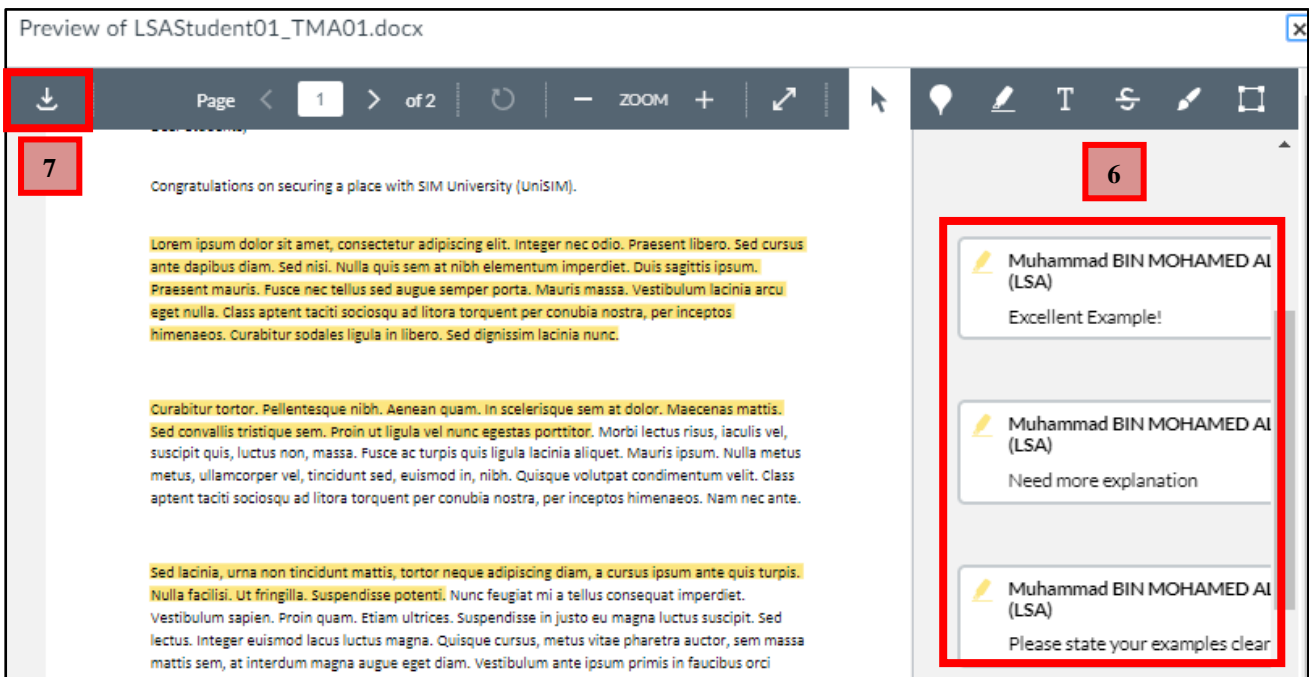 Preview of LSAStudent01_TMA01.docx
Page 1 of 2 ZOOM
7
6
Congratulations on securing a place with SIM University (UniSIM).
Lorem ipsum dolor sit amet, consectetur adipiscing elit. Integer nec odio. Praesent libero. Sed cursus
ante dapibus diam. Sed nisi. Nulla quis sem at nibh elementum imperdiet. Duis sagittis ipsum.
Praesent mauris. Fusce nec tellus sed augue semper porta. Mauris massa. Vestibulum lacinia arcu
eget nulla. Class aptent taciti sociosqu ad litora torquent per conubia nostra, per inceptos
himenaeos. Curabitur sodales ligula in libero. Sed dignissim lacinia nunc.
Curabitur tortor. Pellentesque nibh. Aenean quam. In scelerisque sem at dolor. Maecenas mattis.
Sed convallis tristique sem. Proin ut ligula vel nunc egestas porttitor. Morbi lectus risus, iaculis vel,
suscipit quis, luctus non, massa. Fusce ac turpis quis ligula lacinia aliquet. Mauris ipsum. Nulla metus
metus, ullamcorper vel, tincidunt sed, euismod in, nibh. Quisque volutpat condimentum velit. Class
aptent taciti sociosqu ad litora torquent per conubia nostra, per inceptos himenaeos. Nam nec ante.
Sed lacinia, urna non tincidunt mattis, tortor neque adipiscing diam, a cursus ipsum ante quis turpis.
Nulla facilisi. Ut fringilla. Suspendisse potenti. Nunc feugiat mi a tellus consequat imperdiet.
Vestibulum sapien. Proin quam. Etiam ultrices. Suspendisse in justo eu magna luctus suscipit. Sed
lectus. Integer euismod lacus luctus magna. Quisque cursus, metus vitae pharetra auctor, sem massa
mattis sem, at interdum magna augue eget diam. Vestibulum ante ipsum primis in faucibus orci
Muhammad BIN MOHAMED AL
(LSA)
Excellent Example!
Muhammad BIN MOHAMED AL
(LSA)
Need more explanation
Muhammad BIN MOHAMED AL
(LSA)
Please state your examples clear